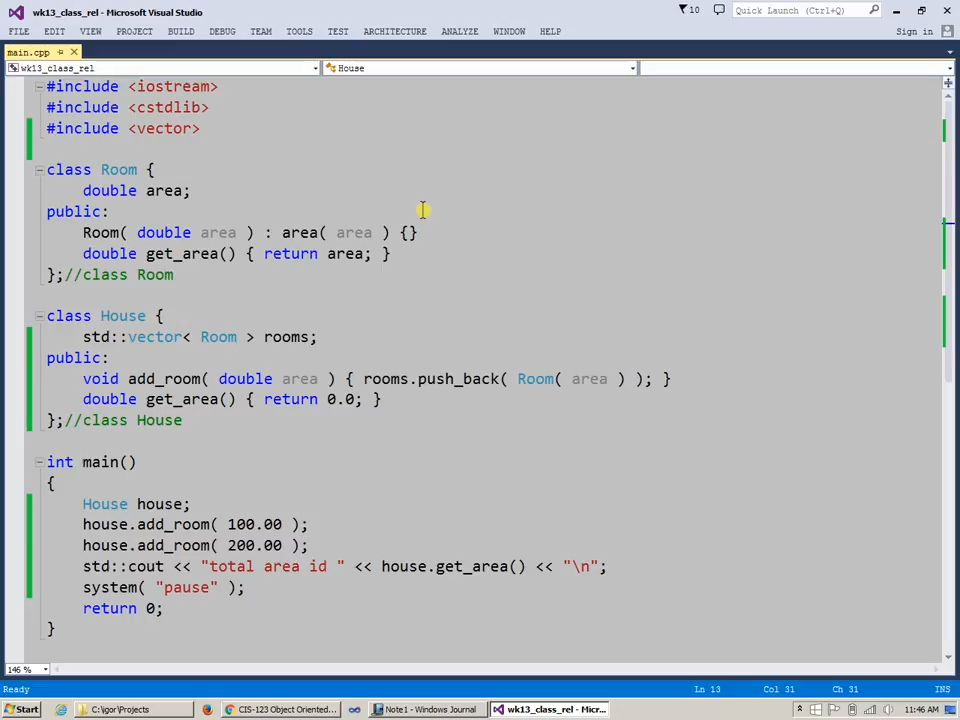 wk13_class_rel - Microsoft Visual Studio
10
Quick Launch (Ctrl+Q)
FILE EDIT VIEW PROJECT BUILD DEBUG TEAM TOOLS TEST ARCHITECTURE ANALYZE WINDOW HELP
Sign in
main.cpp
wk13_class_rel
House
#include <iostream>
#include <cstdlib>
#include <vector>
class Room {
double area;
public:
Room( double area ) : area( area ) {}
double get_area() { return area; }
};//class Room
class House {
std::vector< Room > rooms;
public:
void add_room( double area ) { rooms.push_back( Room( area ) ); }
double get_area() { return 0.0; }
};//class House
int main()
{
House house;
house.add_room( 100.00 );
house.add_room( 200.00 );
std::cout << "total area id " << house.get_area() << "\n";
system( "pause" );
return 0;
}
146 %
Ready
Ln 13
Col 31
Ch 31
INS
Start
C:\igor\Projects
CIS-123 Object Oriented...
Note1 - Windows Journal
wk13_class_rel - Micr...
11:46 AM